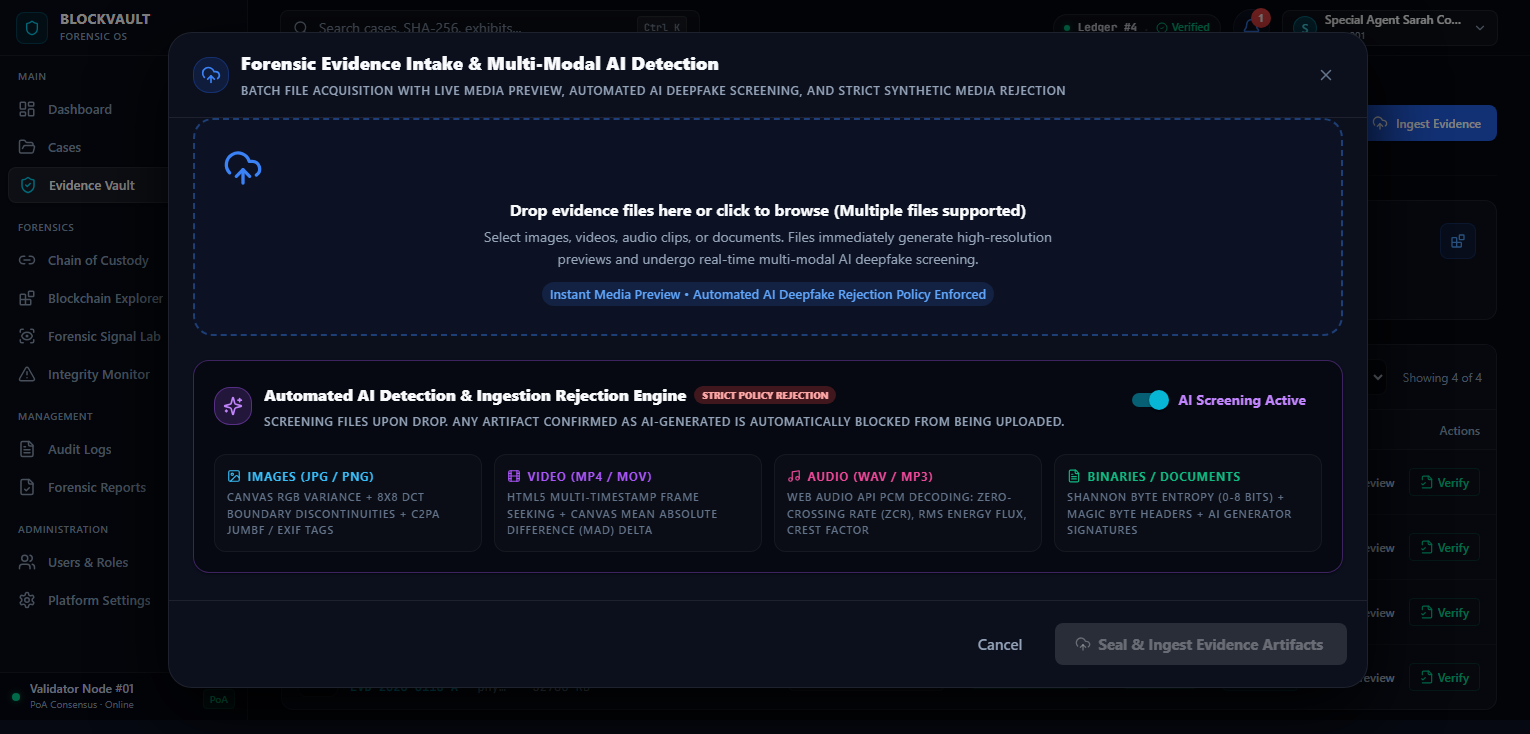 BLOCKVAULT
FORENSIC OS
Search cases, SHA-256, exhibits...
Ctrl K
Ledger #4
Verified
1
S
Special Agent Sarah Co...
MAIN
Dashboard
Cases
Evidence Vault
FORENSICS
Chain of Custody
Blockchain Explorer
Forensic Signal Lab
Integrity Monitor
MANAGEMENT
Audit Logs
Forensic Reports
ADMINISTRATION
Users & Roles
Platform Settings
Validator Node #01
PoA Consensus · Online
PoA
Forensic Evidence Intake & Multi-Modal AI Detection
BATCH FILE ACQUISITION WITH LIVE MEDIA PREVIEW, AUTOMATED AI DEEPFAKE SCREENING, AND STRICT SYNTHETIC MEDIA REJECTION
Ingest Evidence
Drop evidence files here or click to browse (Multiple files supported)
Select images, videos, audio clips, or documents. Files immediately generate high-resolution
previews and undergo real-time multi-modal AI deepfake screening.
Instant Media Preview • Automated AI Deepfake Rejection Policy Enforced
Automated AI Detection & Ingestion Rejection Engine
STRICT POLICY REJECTION
SCREENING FILES UPON DROP. ANY ARTIFACT CONFIRMED AS AI-GENERATED IS AUTOMATICALLY BLOCKED FROM BEING UPLOADED.
AI Screening Active
IMAGES (JPG / PNG)
CANVAS RGB VARIANCE + 8X8 DCT
BOUNDARY DISCONTINUITIES + C2PA
JUMBF / EXIF TAGS
VIDEO (MP4 / MOV)
HTML5 MULTI-TIMESTAMP FRAME
SEEKING + CANVAS MEAN ABSOLUTE
DIFFERENCE (MAD) DELTA
AUDIO (WAV / MP3)
WEB AUDIO API PCM DECODING: ZERO-
CROSSING RATE (ZCR), RMS ENERGY FLUX,
CREST FACTOR
BINARIES / DOCUMENTS
SHANNON BYTE ENTROPY (0-8 BITS) +
MAGIC BYTE HEADERS + AI GENERATOR
SIGNATURES
Cancel
Seal & Ingest Evidence Artifacts
Showing 4 of 4
Actions
Verify
Verify
Verify
Verify